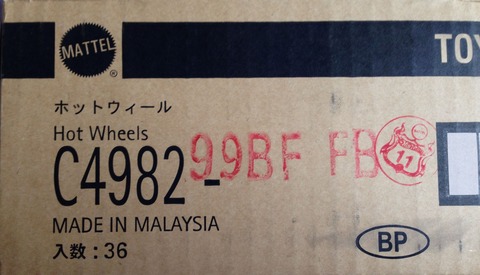 MATTEL ®
TOY
ホットウィール
Hot Wheels
C4982-99BF FB 11
MADE IN MALAYSIA
入数:36
BP